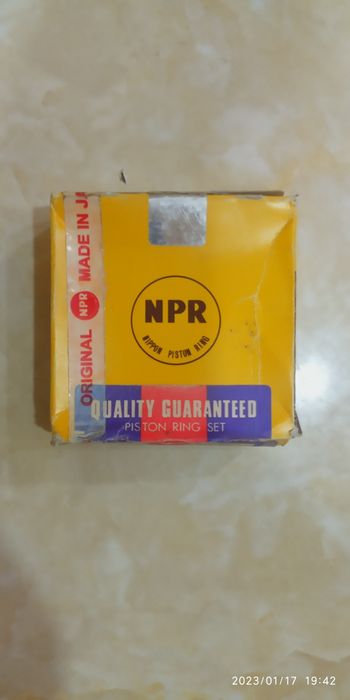 ORIGINAL NPR MADE IN JA
NPR
NIPPON PISTON RING
QUALITY GUARANTEED
PISTON RING SET
2023/01/17 19:42